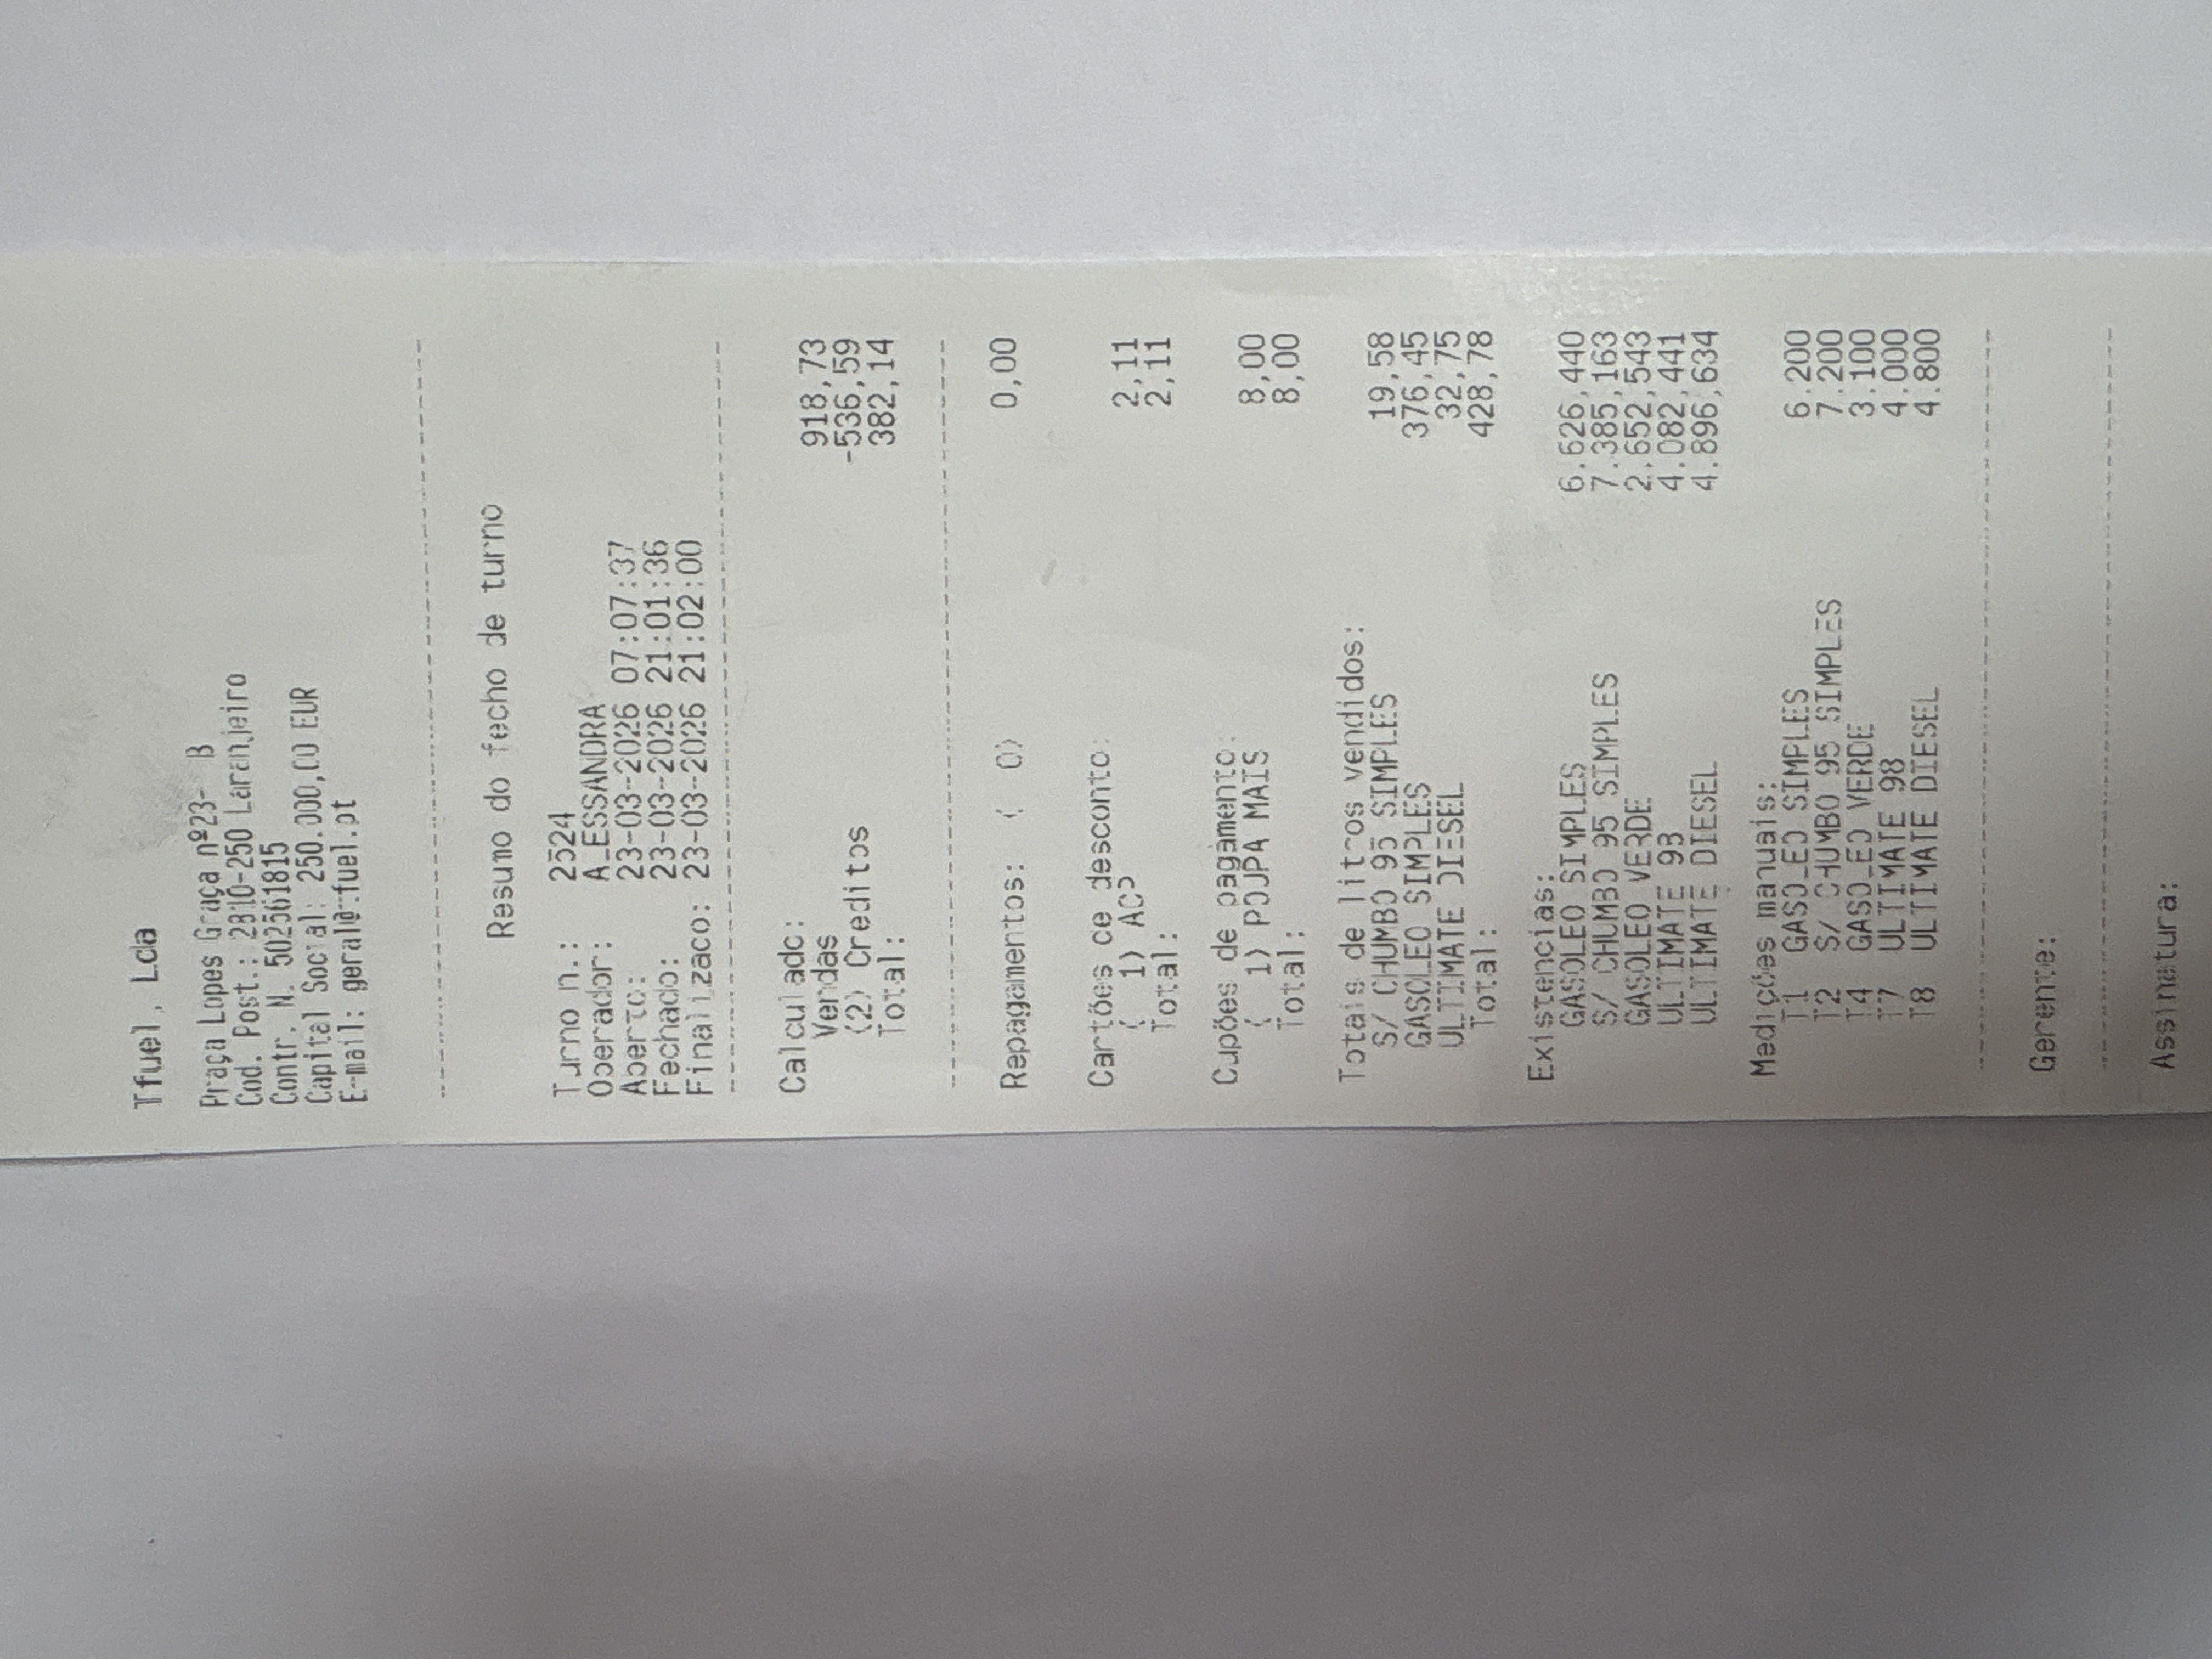 Tfuel, Lda
Praça Lopes Graça nº23- B
Cod. Post.: 2810-250 Laranjeiro
Contr. N. 502561815
Capital Social: 250.000,00 EUR
E-mail: geral@tfuel.pt
Resumo do fecho de turno
Turno n.: 2524
Operador: ALESSANDRA
Aberto: 23-03-2026 07:07:37
Fechado: 23-03-2026 21:01:36
Finalizado: 23-03-2026 21:02:00
Calculado:
Vendas 918,73
(2) Creditos -536,59
Total: 382,14
Repagamentos: ( 0) 0,00
Cartões de desconto:
( 1) ACP 2,11
Total: 2,11
Cupões de pagamento:
( 1) POUPA MAIS 8,00
Total: 8,00
Totais de litros vendidos:
S/ CHUMBO 95 SIMPLES 19,58
GASOLEO SIMPLES 376,45
ULTIMATE DIESEL 32,75
Total: 428,78
Existencias:
GASOLEO SIMPLES 6.626,440
S/ CHUMBO 95 SIMPLES 7.385,163
GASOLEO VERDE 2.652,543
ULTIMATE 98 4.082,441
ULTIMATE DIESEL 4.896,634
Medições manuais:
T1 GASOLEO SIMPLES 6.200
T2 S/ CHUMBO 95 SIMPLES 7.200
T4 GASOLEO VERDE 3.100
T7 ULTIMATE 98 4.000
T8 ULTIMATE DIESEL 4.800
Gerente:
Assinatura: